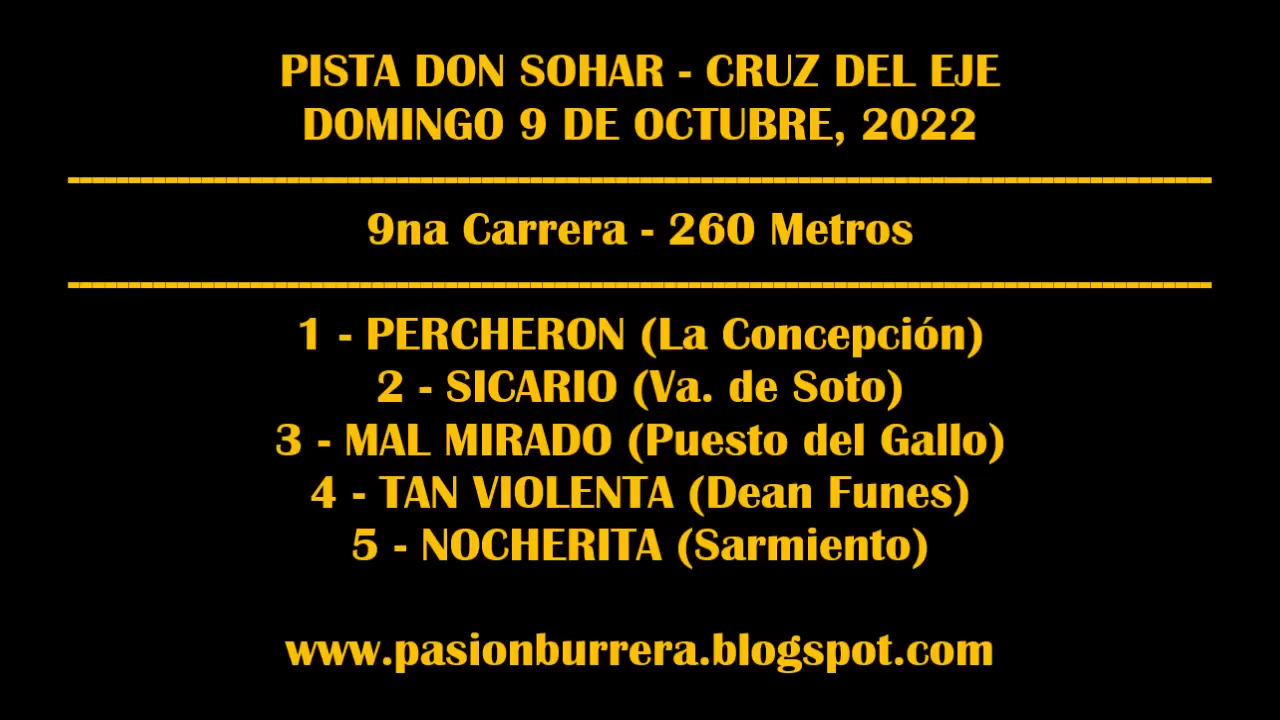 PISTA DON SOHAR - CRUZ DEL EJE
DOMINGO 9 DE OCTUBRE, 2022
9na Carrera - 260 Metros
1 - PERCHERON (La Concepción)
2 - SICARIO (Va. de Soto)
3 - MAL MIRADO (Puesto del Gallo)
4 - TAN VIOLENTA (Dean Funes)
5 - NOCHERITA (Sarmiento)
www.pasionburrera.blogspot.com